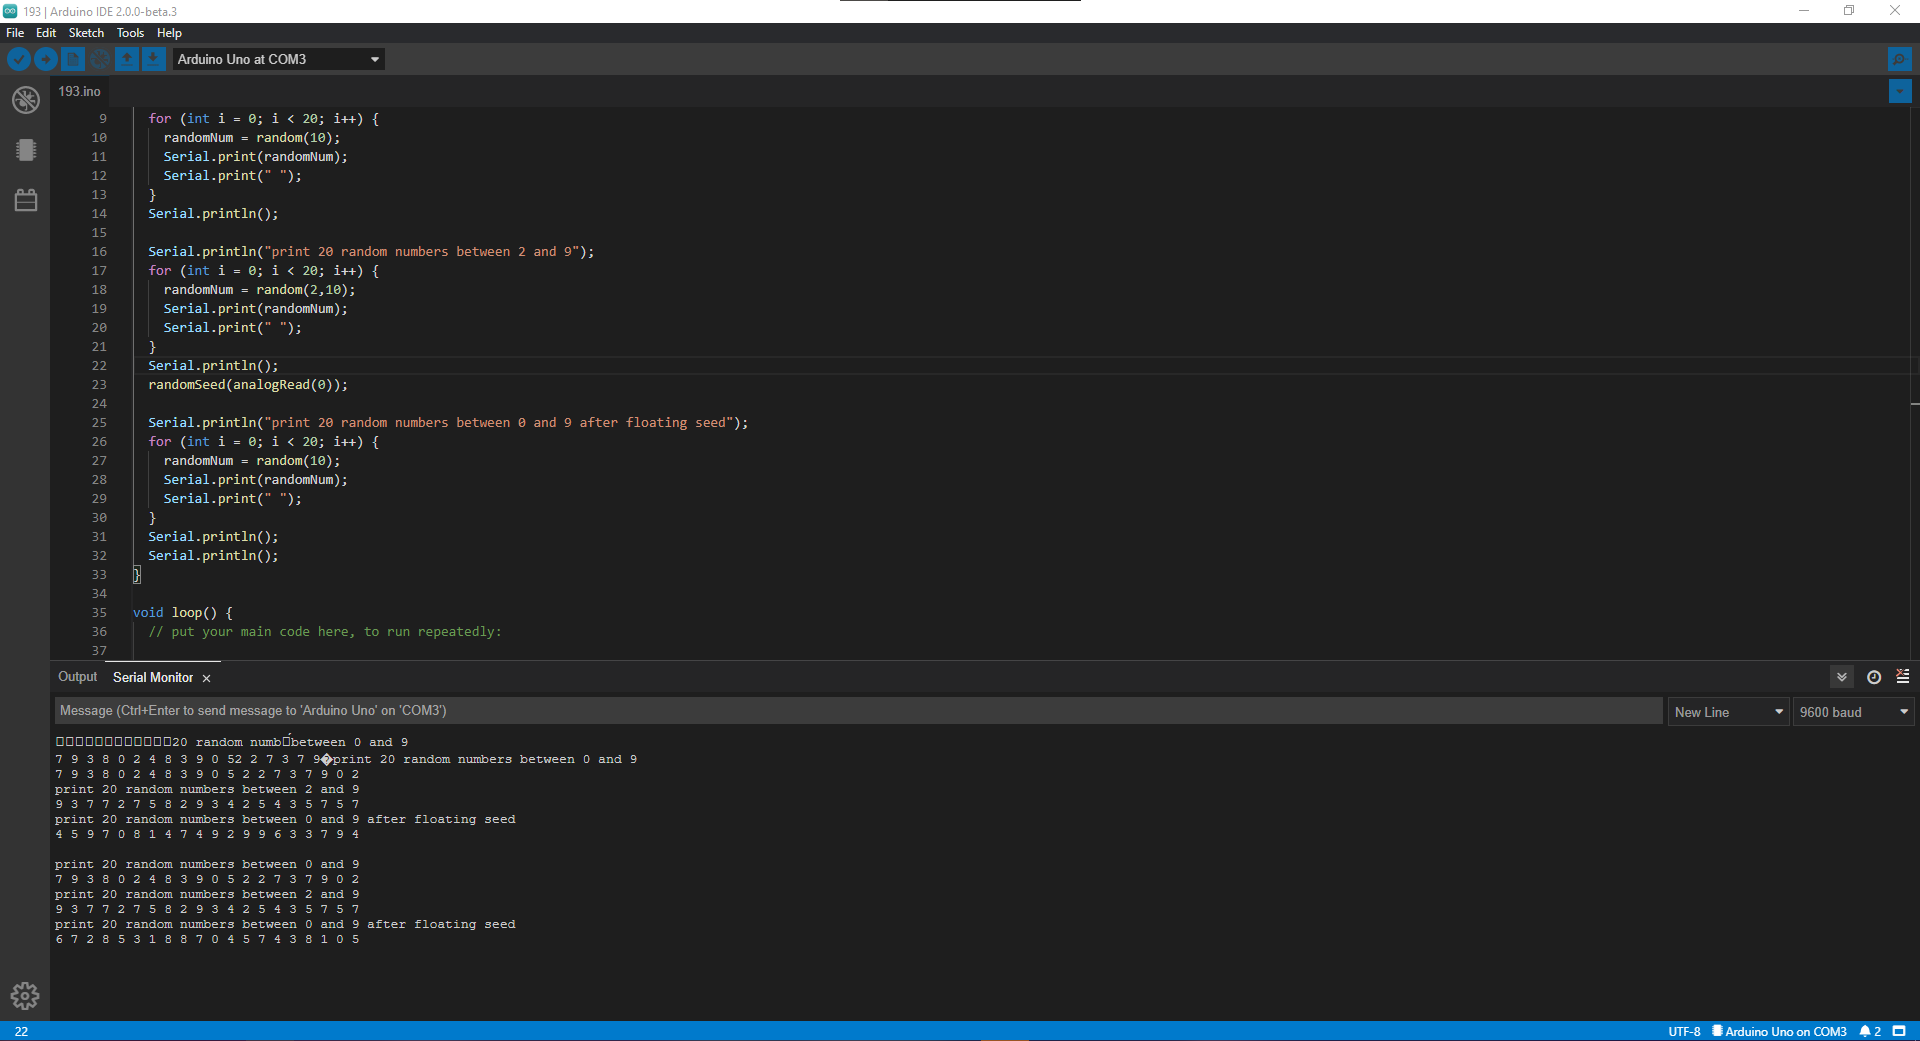 193 | Arduino IDE 2.0.0-beta.3
File Edit Sketch Tools Help
Arduino Uno at COM3
193.ino
9 for (int i = 0; i < 20; i++) {
10 randomNum = random(10);
11 Serial.print(randomNum);
12 Serial.print(" ");
13 }
14 Serial.println();
15
16 Serial.println("print 20 random numbers between 2 and 9");
17 for (int i = 0; i < 20; i++) {
18 randomNum = random(2,10);
19 Serial.print(randomNum);
20 Serial.print(" ");
21 }
22 Serial.println();
23 randomSeed(analogRead(0));
24
25 Serial.println("print 20 random numbers between 0 and 9 after floating seed");
26 for (int i = 0; i < 20; i++) {
27 randomNum = random(10);
28 Serial.print(randomNum);
29 Serial.print(" ");
30 }
31 Serial.println();
32 Serial.println();
33 }
34
35 void loop() {
36 // put your main code here, to run repeatedly:
37
Output Serial Monitor
Message (Ctrl+Enter to send message to 'Arduino Uno' on 'COM3') New Line 9600 baud
□□□□□□□□□□□□20 random numb□́between 0 and 9
7 9 3 8 0 2 4 8 3 9 0 52 2 7 3 7 9�print 20 random numbers between 0 and 9
7 9 3 8 0 2 4 8 3 9 0 5 2 2 7 3 7 9 0 2
print 20 random numbers between 2 and 9
9 3 7 7 2 7 5 8 2 9 3 4 2 5 4 3 5 7 5 7
print 20 random numbers between 0 and 9 after floating seed
4 5 9 7 0 8 1 4 7 4 9 2 9 9 6 3 3 7 9 4
print 20 random numbers between 0 and 9
7 9 3 8 0 2 4 8 3 9 0 5 2 2 7 3 7 9 0 2
print 20 random numbers between 2 and 9
9 3 7 7 2 7 5 8 2 9 3 4 2 5 4 3 5 7 5 7
print 20 random numbers between 0 and 9 after floating seed
6 7 2 8 5 3 1 8 8 7 0 4 5 7 4 3 8 1 0 5
22 UTF-8 Arduino Uno on COM3 2